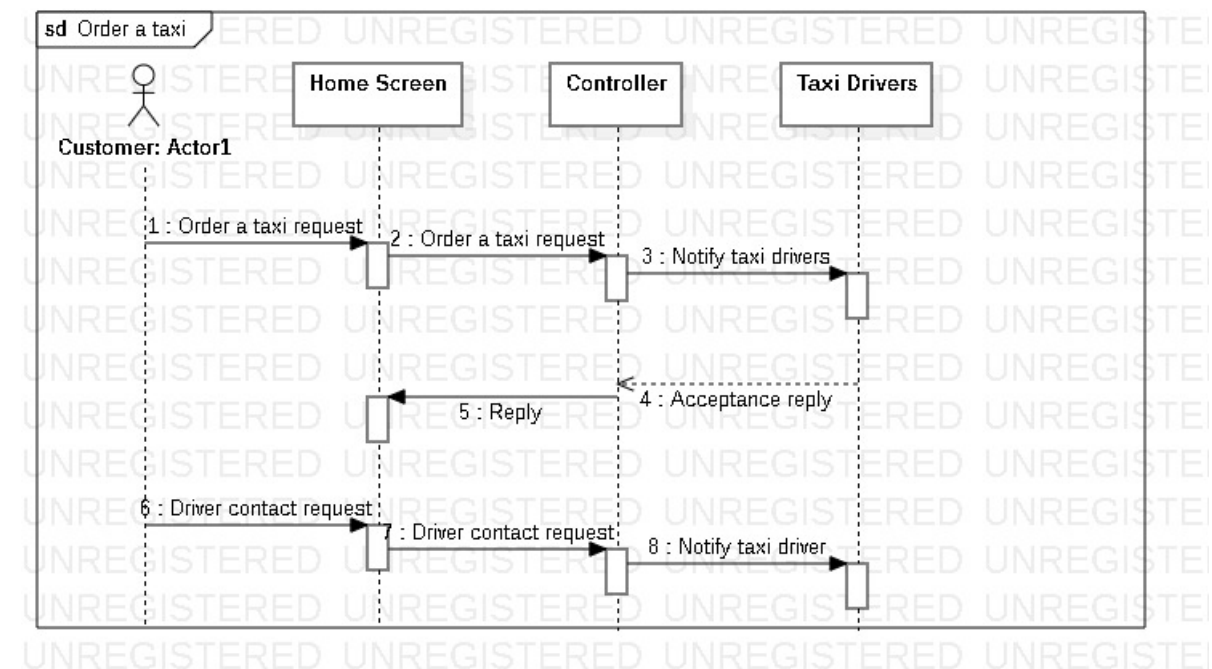 sd Order a taxi
Home Screen
Controller
Taxi Drivers
Customer: Actor1
1 : Order a taxi request
2 : Order a taxi request
3 : Notify taxi drivers
4 : Acceptance reply
5 : Reply
6 : Driver contact request
7 : Driver contact request
8 : Notify taxi driver
UNREGISTERED